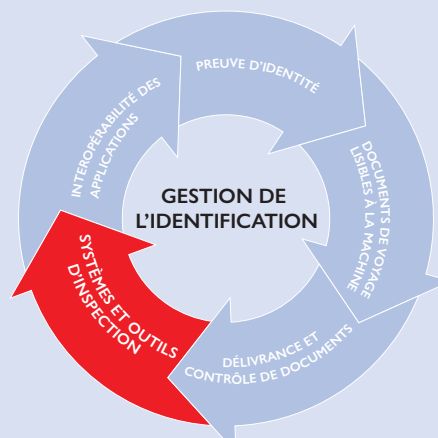 PREUVE D'IDENTITÉ
DOCUMENTS DE VOYAGE
LISIBLES À LA MACHINE
DÉLIVRANCE ET
CONTRÔLE DE DOCUMENTS
SYSTÈMES ET OUTILS
D'INSPECTION
INTEROPÉRABILITÉ DES
APPLICATIONS
GESTION DE
L'IDENTIFICATION